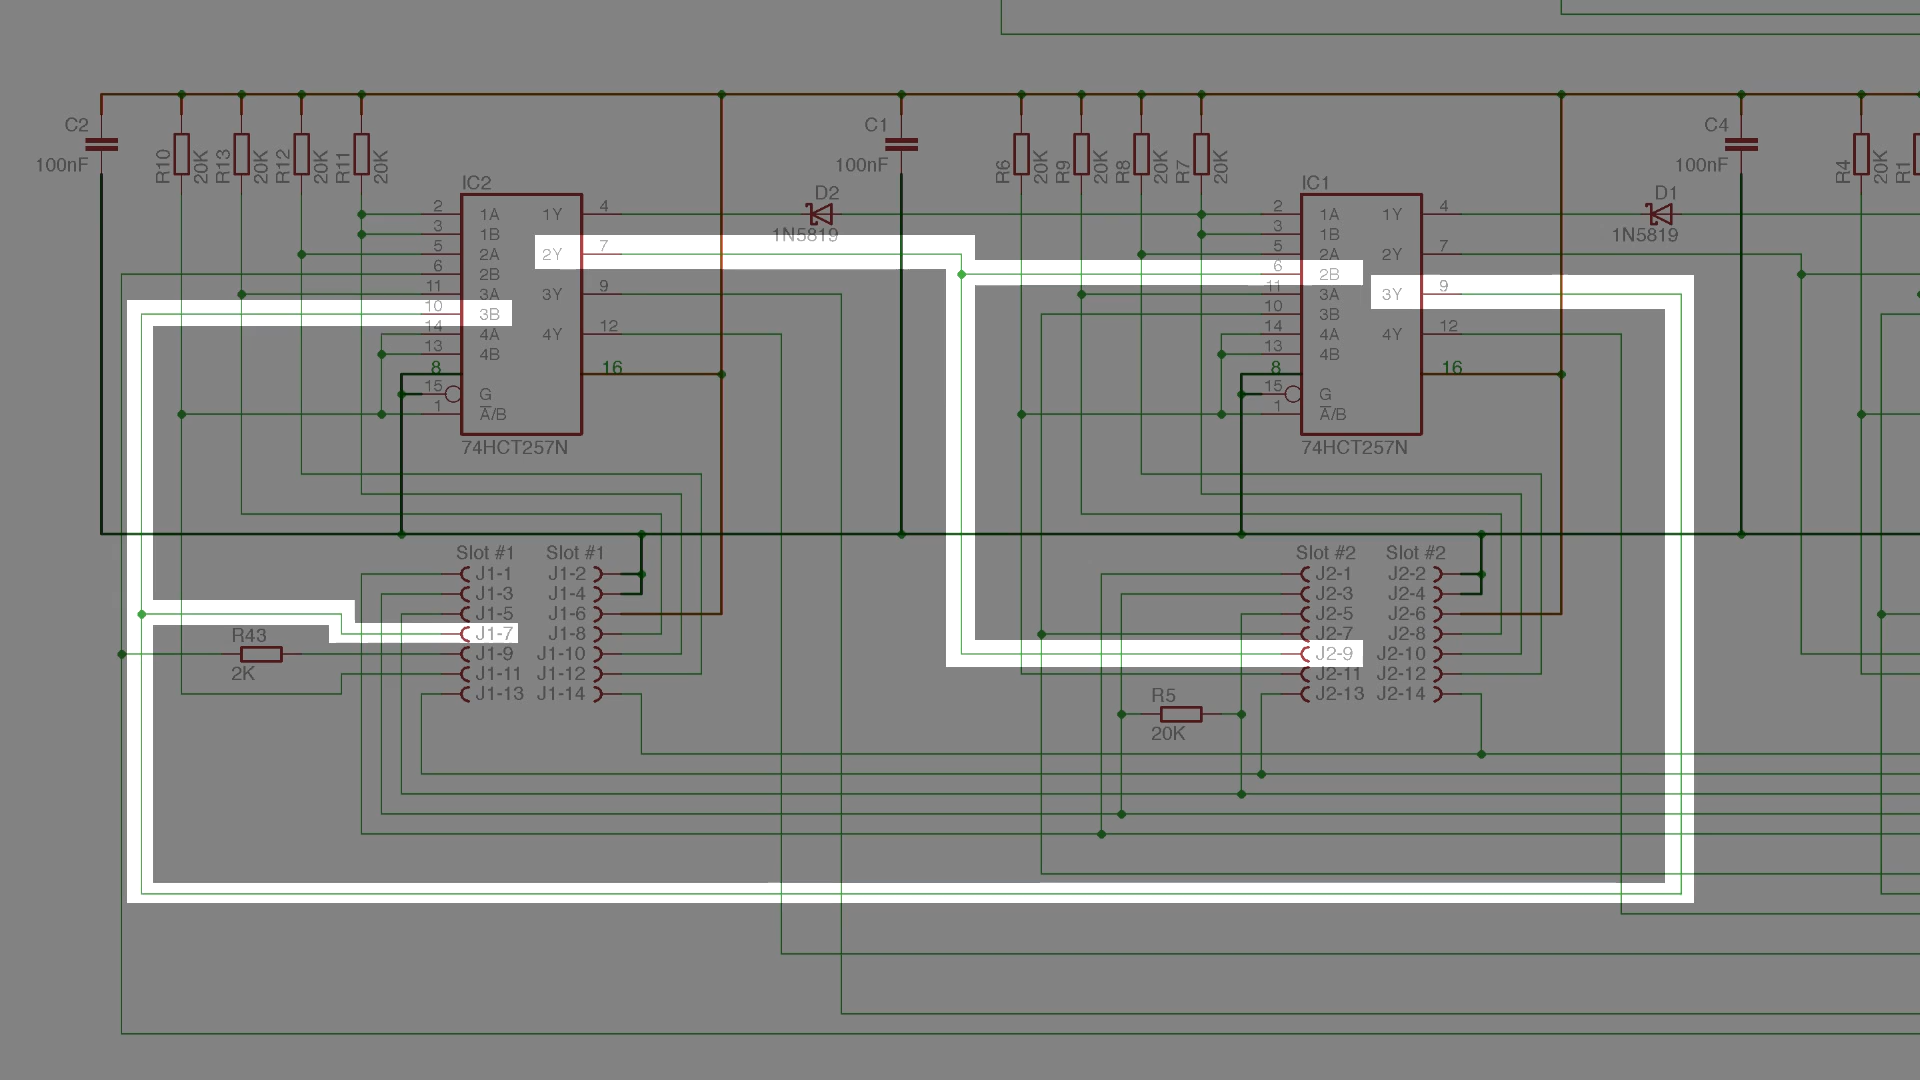 C2
100nF
R10
20K
R13
20K
R12
20K
R11
20K
C1
100nF
R6
20K
R9
20K
R8
20K
R7
20K
C4
100nF
R4
20K
R1
IC2
2 1A 1Y 4
3 1B
5 2A 2Y 7
6 2B
11 3A 3Y 9
10 3B
14 4A 4Y 12
13 4B
8 16
15 G
1 A/B
74HCT257N
D2
1N5819
IC1
2 1A 1Y 4
3 1B
5 2A 2Y 7
6 2B
11 3A 3Y 9
10 3B
14 4A 4Y 12
13 4B
8 16
15 G
1 A/B
74HCT257N
D1
1N5819
Slot #1 Slot #1
J1-1 J1-2
J1-3 J1-4
J1-5 J1-6
J1-7 J1-8
J1-9 J1-10
J1-11 J1-12
J1-13 J1-14
R43
2K
Slot #2 Slot #2
J2-1 J2-2
J2-3 J2-4
J2-5 J2-6
J2-7 J2-8
J2-9 J2-10
J2-11 J2-12
J2-13 J2-14
R5
20K